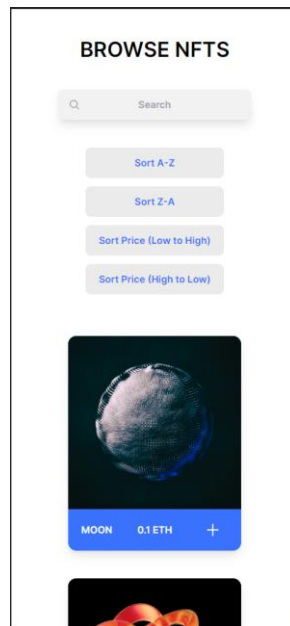 BROWSE NFTS
Search
Sort A-Z
Sort Z-A
Sort Price (Low to High)
Sort Price (High to Low)
MOON 0.1 ETH +